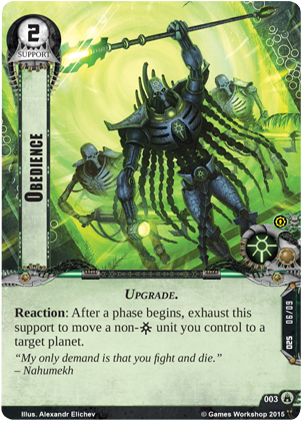 2
SUPPORT
OBEDIENCE
UPGRADE.
Reaction: After a phase begins, exhaust this
support to move a non- unit you control to a
target planet.
“My only demand is that you fight and die.”
– Nahumekh
025 06/09
003
Illus. Alexandr Elichev © Games Workshop 2015